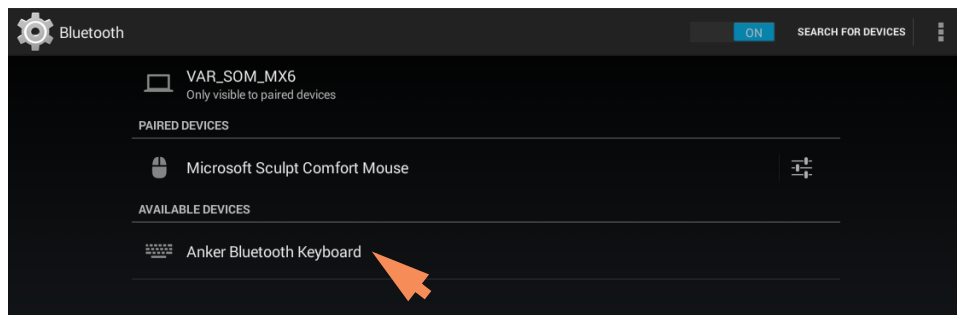 Bluetooth
ON
SEARCH FOR DEVICES
VAR_SOM_MX6
Only visible to paired devices
PAIRED DEVICES
Microsoft Sculpt Comfort Mouse
AVAILABLE DEVICES
Anker Bluetooth Keyboard